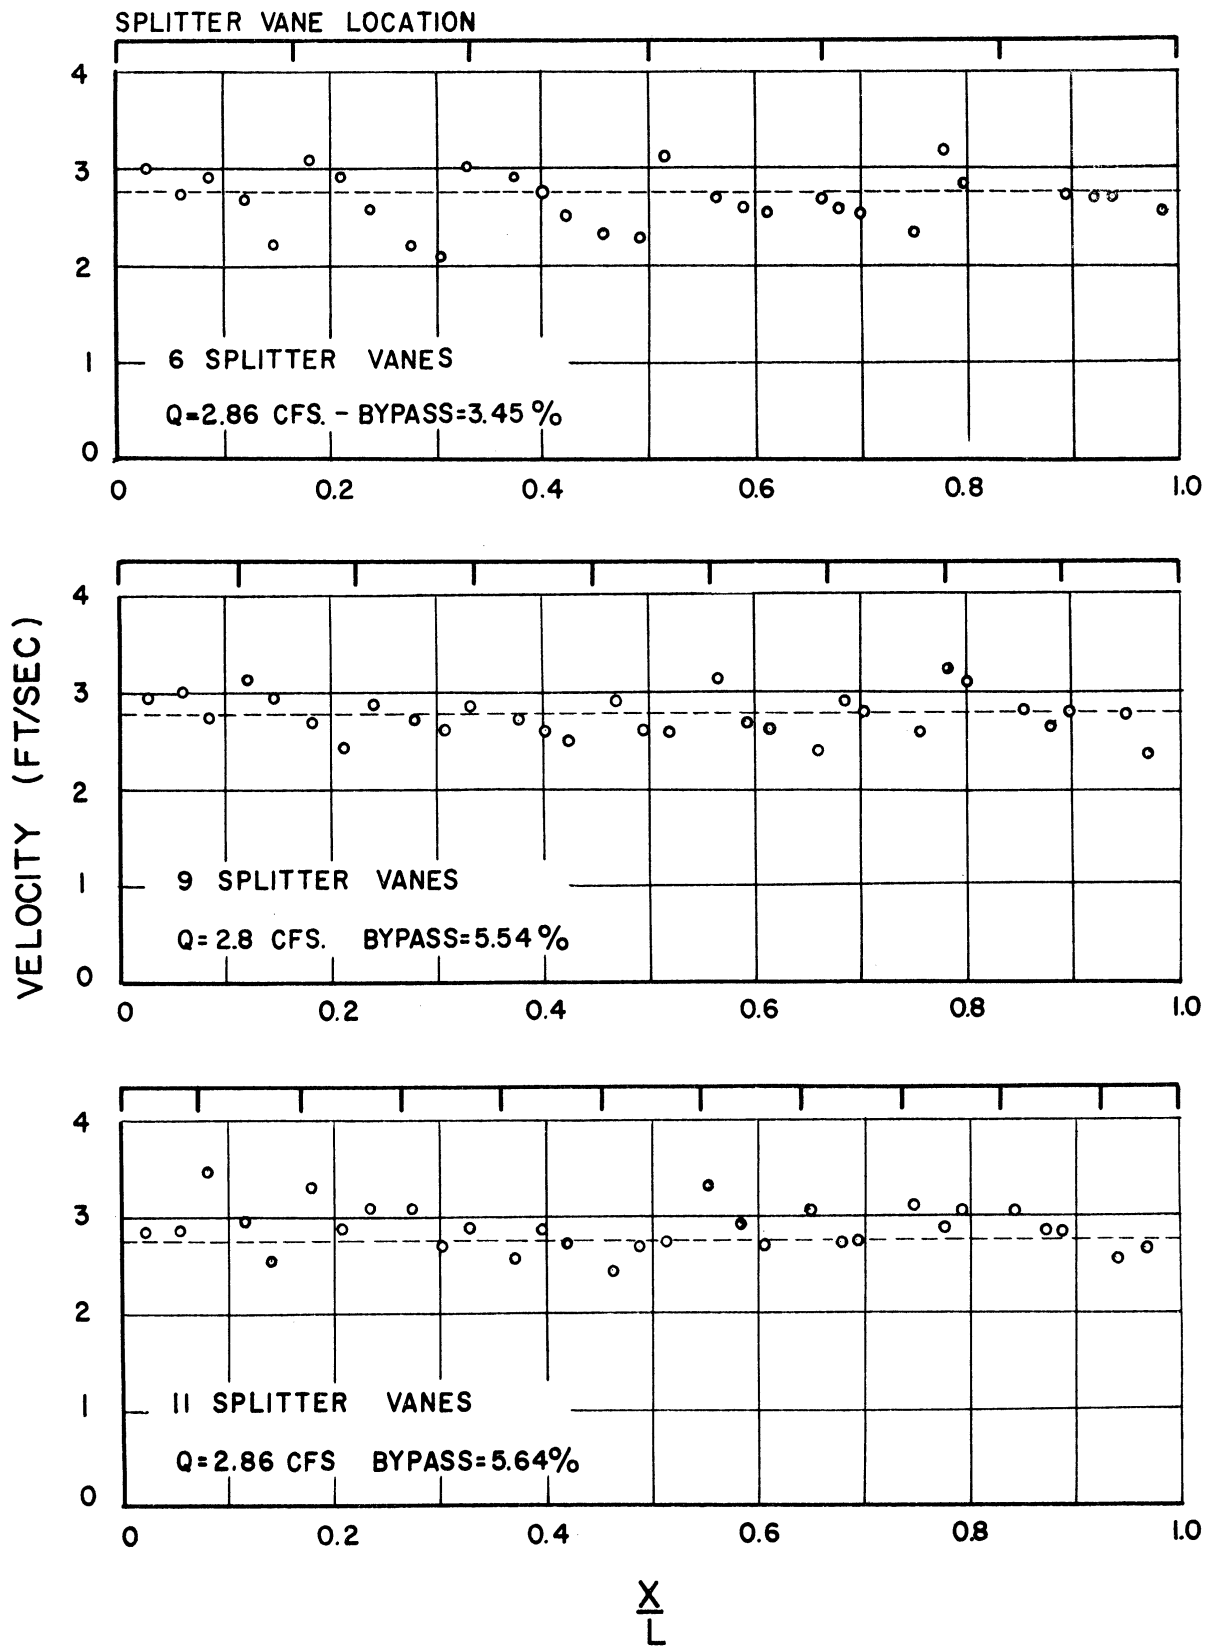 SPLITTER VANE LOCATION
4
3
2
1
0
6 SPLITTER VANES
Q=2.86 CFS. - BYPASS=3.45%
0 0.2 0.4 0.6 0.8 1.0
VELOCITY (FT/SEC)
4
3
2
1
0
9 SPLITTER VANES
Q=2.8 CFS. BYPASS=5.54%
0 0.2 0.4 0.6 0.8 1.0
4
3
2
1
0
11 SPLITTER VANES
Q=2.86 CFS BYPASS=5.64%
0 0.2 0.4 0.6 0.8 1.0
X
L